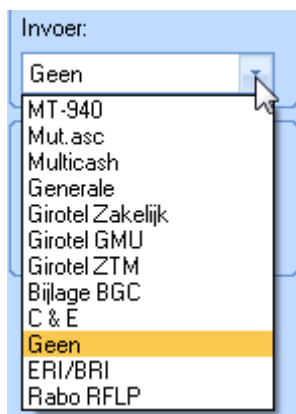 Invoer:
Geen
MT-940
Mut.asc
Multicash
Generale
Girotel Zakelijk
Girotel GMU
Girotel ZTM
Bijlage BGC
C & E
Geen
ERI/BRI
Rabo RFLP